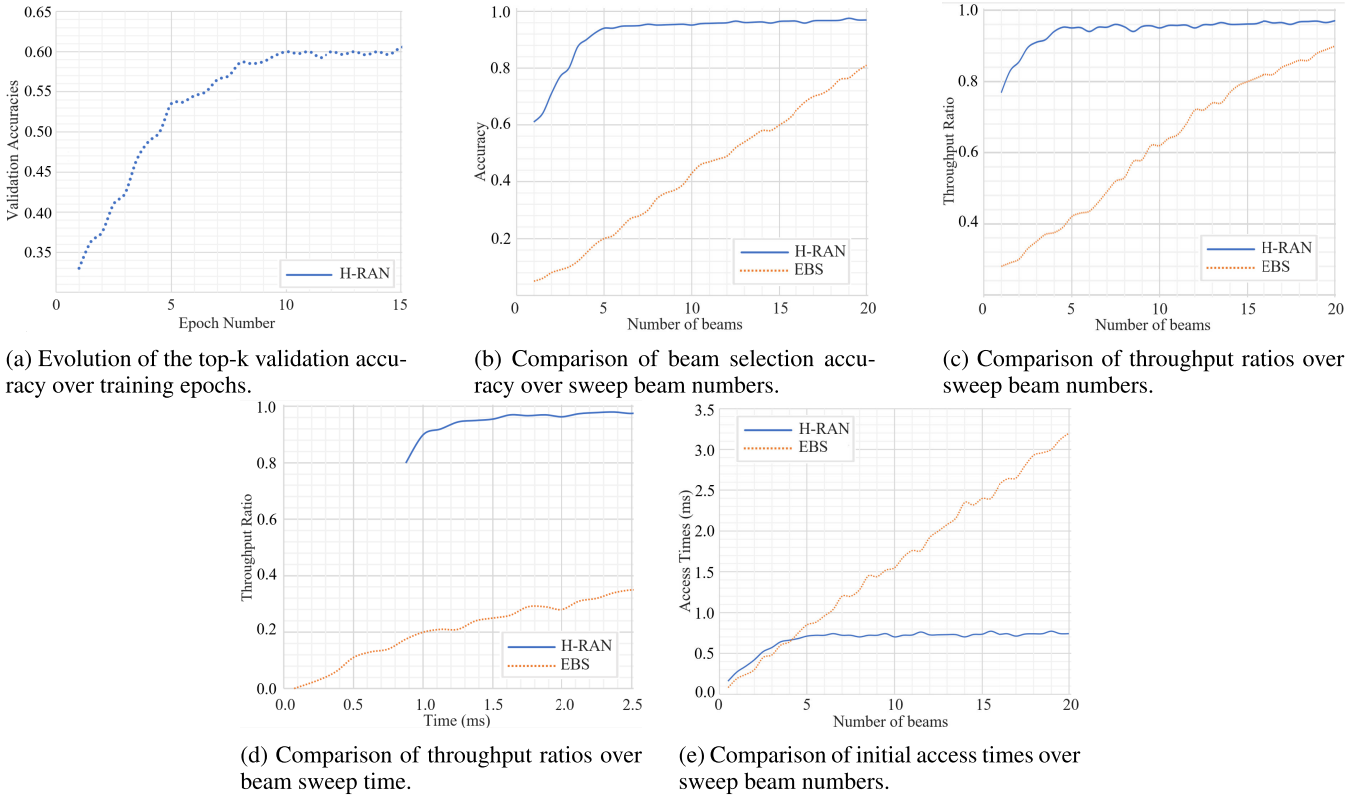 0.65
0.60
0.55
0.50
0.45
0.40
0.35
Validation Accuracies
H-RAN
0
5
10
15
Epoch Number
(a) Evolution of the top-k validation accu-
racy over training epochs.
1.0
0.8
0.6
0.4
0.2
Accuracy
H-RAN
EBS
0
5
10
15
20
Number of beams
(b) Comparison of beam selection accu-
racy over sweep beam numbers.
1.0
0.8
0.6
0.4
Throughput Ratio
H-RAN
EBS
0
5
10
15
20
Number of beams
(c) Comparison of throughput ratios over
sweep beam numbers.
1.0
0.8
0.6
0.4
0.2
0.0
Throughput Ratio
H-RAN
EBS
0.0
0.5
1.0
1.5
2.0
2.5
Time (ms)
(d) Comparison of throughput ratios over
beam sweep time.
3.5
3.0
2.5
2.0
1.5
1.0
0.5
0.0
Access Times (ms)
H-RAN
EBS
0
5
10
15
20
Number of beams
(e) Comparison of initial access times over
sweep beam numbers.